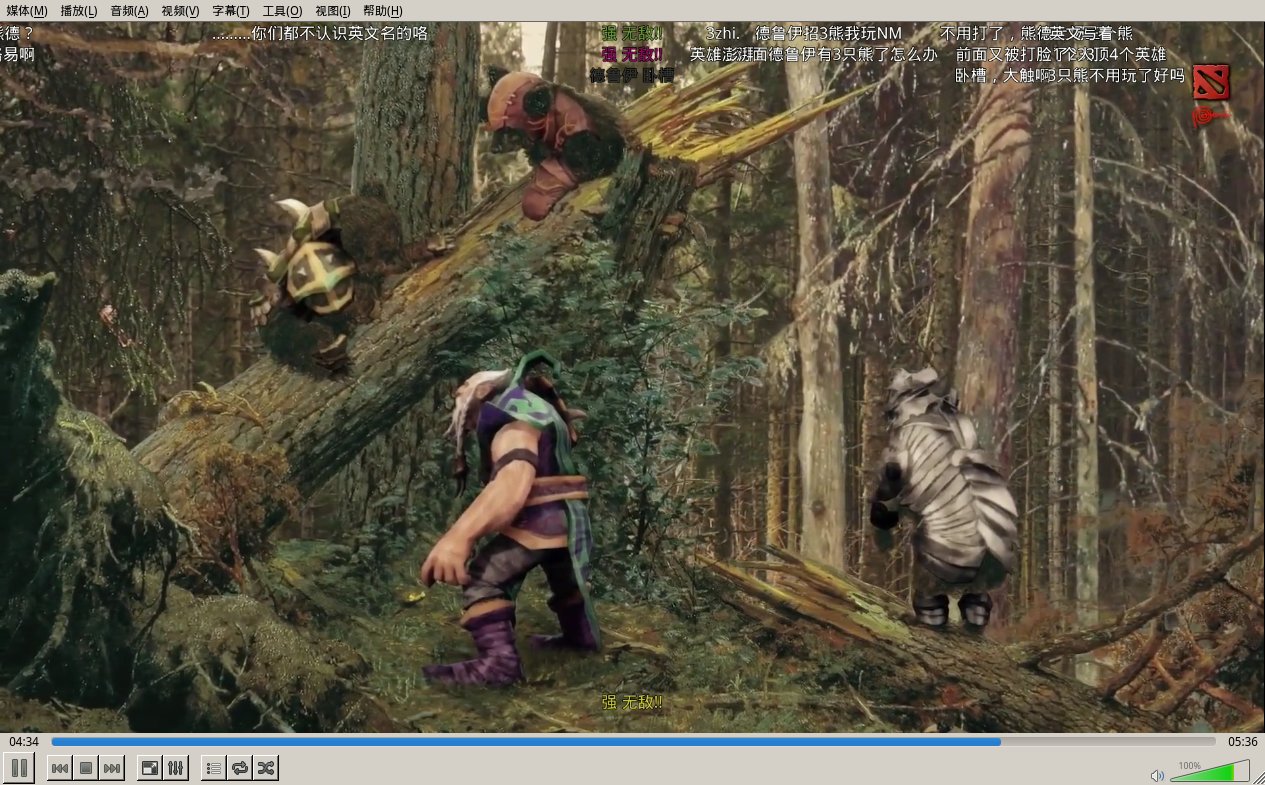 媒体(M) 播放(L) 音频(A) 视频(V) 字幕(T) 工具(O) 视图(I) 帮助(H)
熊德？ .........你们都不认识英文名的咯 强 无敌!! 3zhi. 德鲁伊招3熊我玩NM 不用打了，熊德
易啊 强 无敌!! 英雄澎湃 面德鲁伊有3只熊了怎么办 前面又被打脸了 顶4个英雄
德鲁伊 卧槽 卧槽，大触啊 3只熊不用玩了好吗
强 无敌!!
04:34 05:36
100%